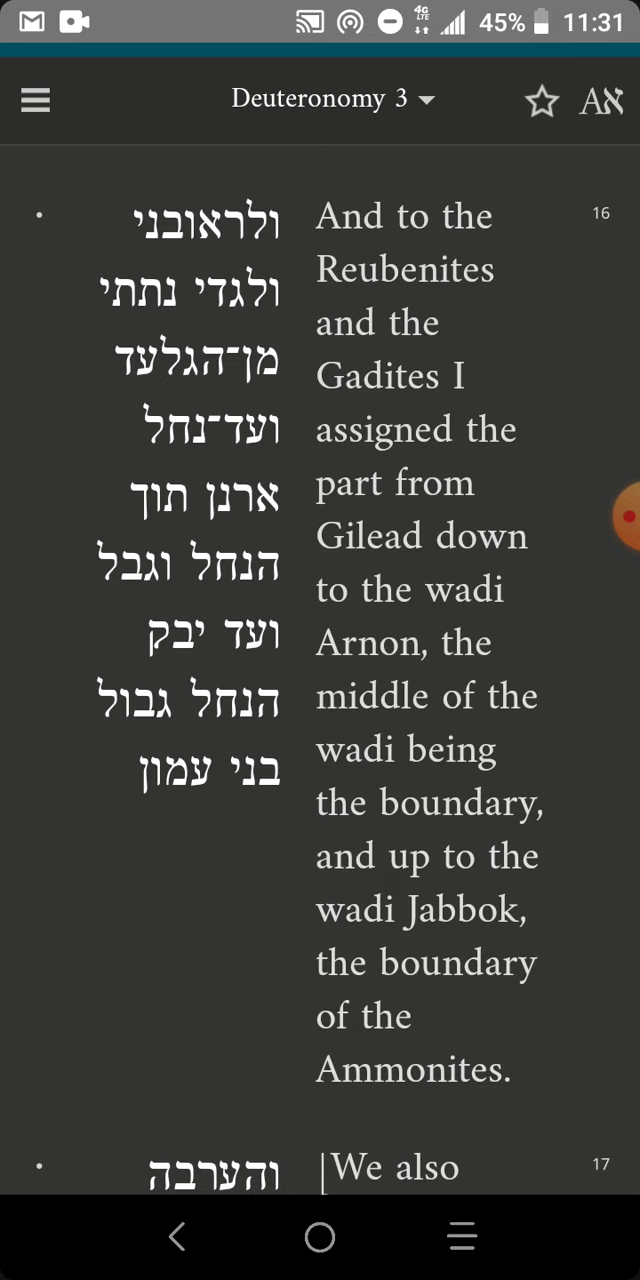 45% 11:31
Deuteronomy 3
Aא
ולראובני
ולגדי נתתי
מן־הגלעד
ועד־נחל
ארנן תוך
הנחל וגבל
ועד יבק
הנחל גבול
בני עמון
And to the
Reubenites
and the
Gadites I
assigned the
part from
Gilead down
to the wadi
Arnon, the
middle of the
wadi being
the boundary,
and up to the
wadi Jabbok,
the boundary
of the
Ammonites.
16
והערבה
[We also
17